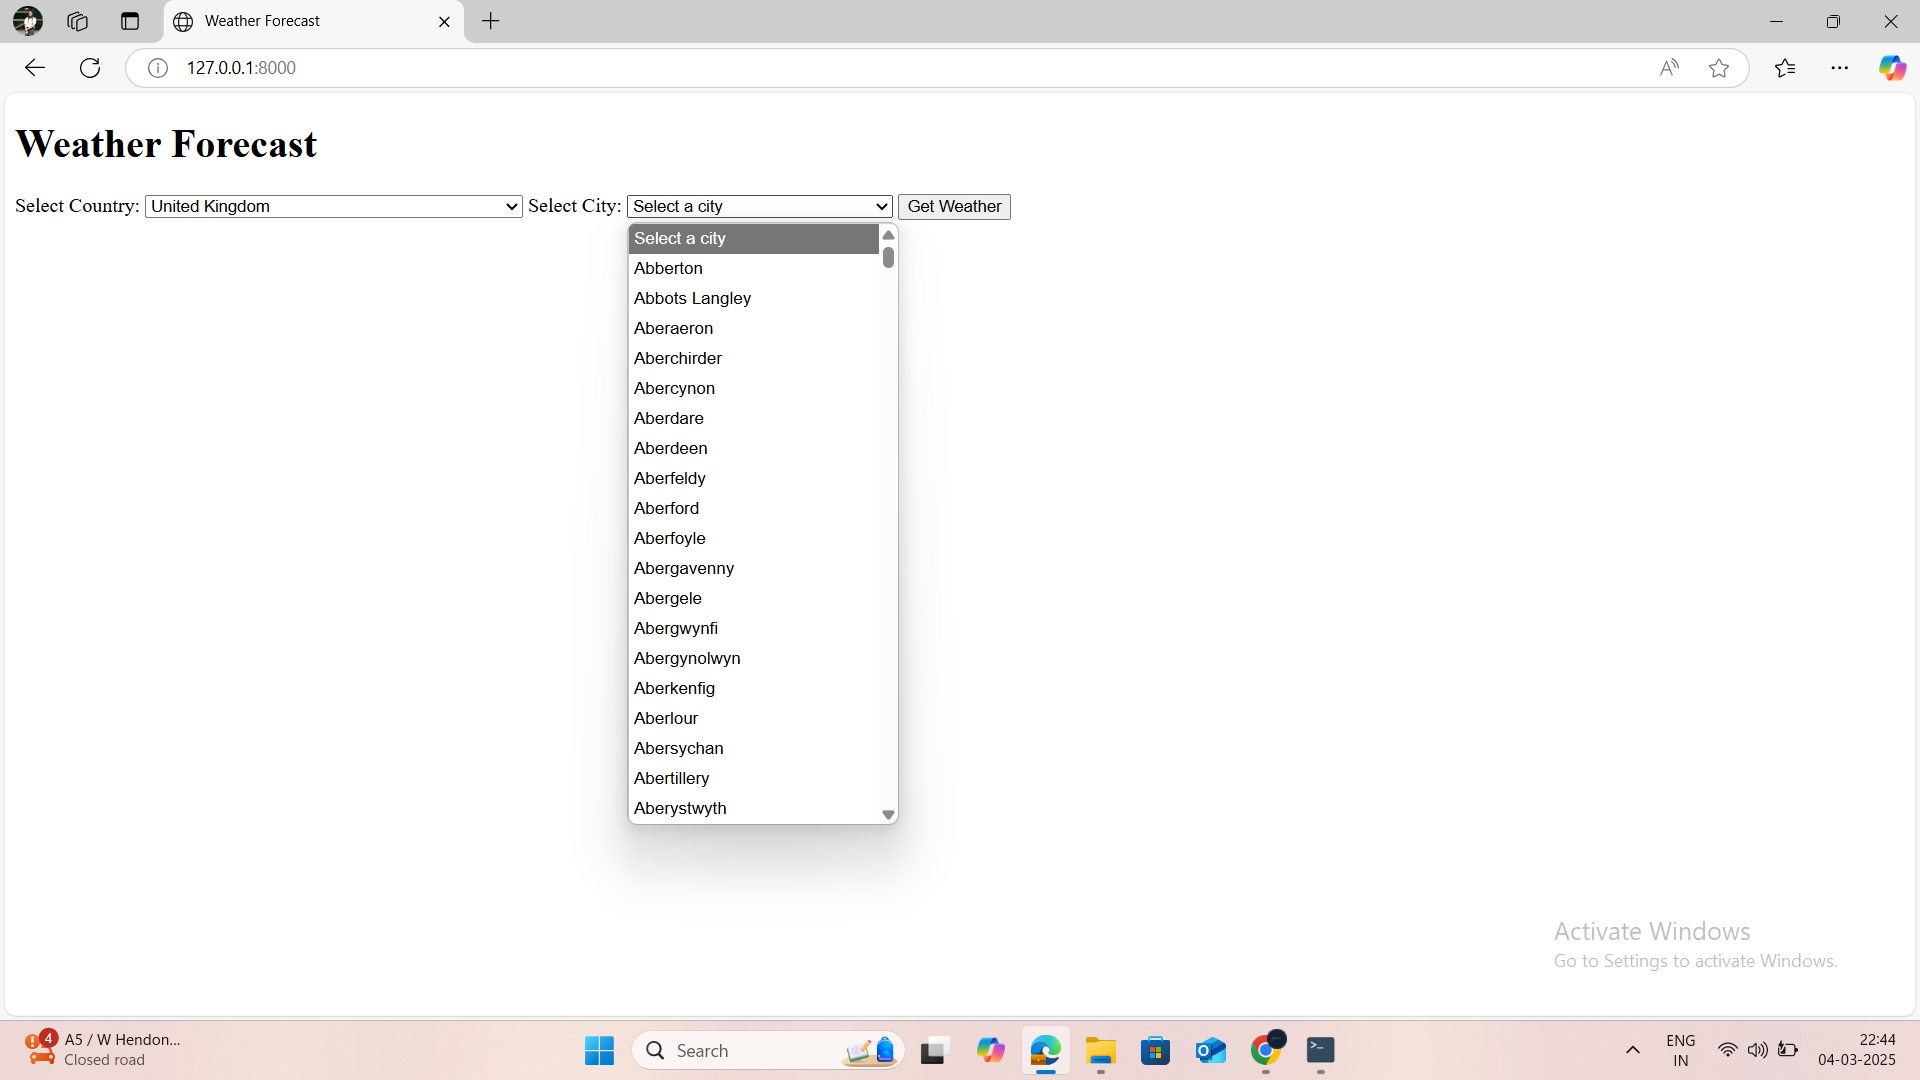 Weather Forecast
127.0.0.1:8000
Weather Forecast
Select Country: United Kingdom Select City: Select a city Get Weather
Select a city
Abberton
Abbots Langley
Aberaeron
Aberchirder
Abercynon
Aberdare
Aberdeen
Aberfeldy
Aberford
Aberfoyle
Abergavenny
Abergele
Abergwynfi
Abergynolwyn
Aberkenfig
Aberlour
Abersychan
Abertillery
Aberystwyth
Activate Windows
Go to Settings to activate Windows.
4 A5 / W Hendon...
Closed road
Search
ENG
IN
22:44
04-03-2025